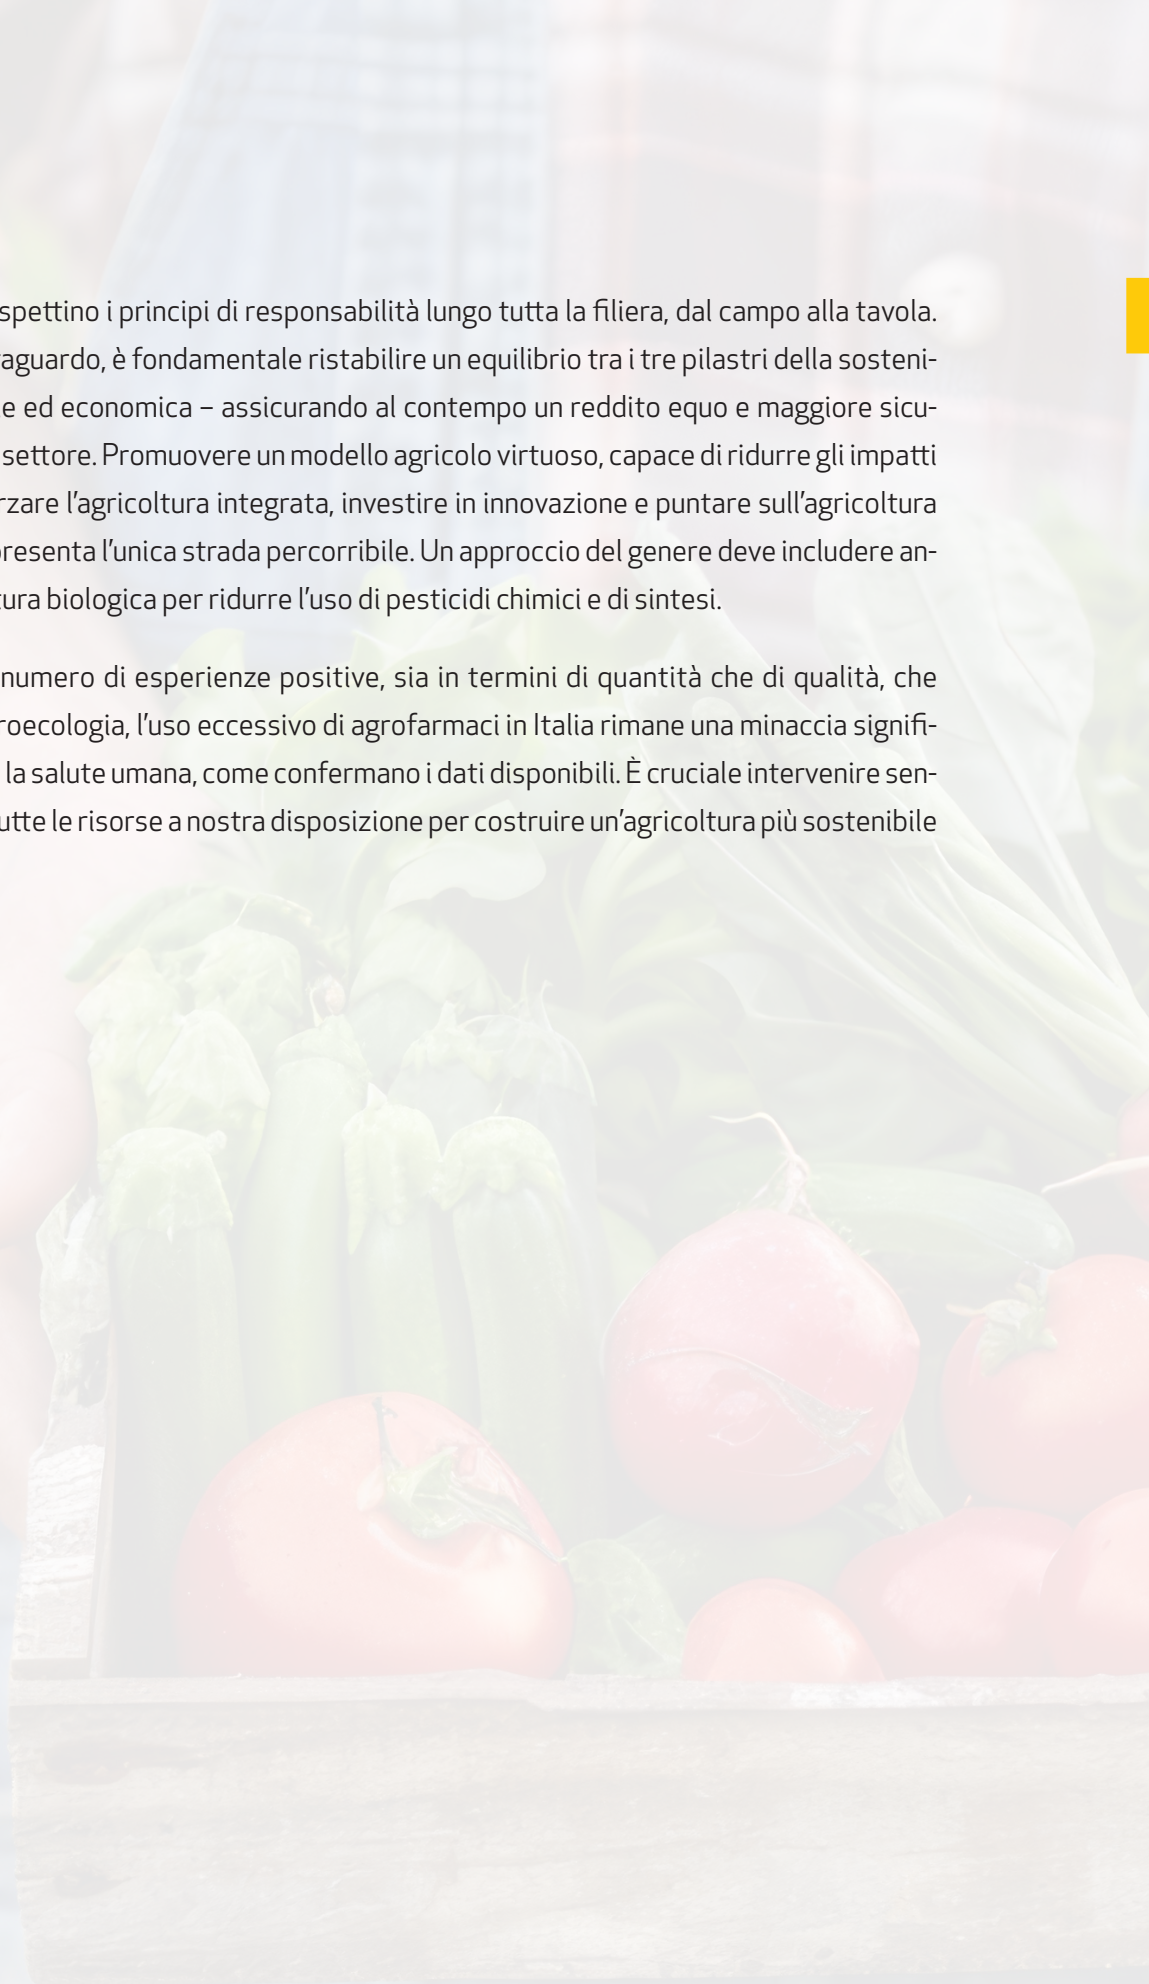 spettino i principi di responsabilità lungo tutta la filiera, dal campo alla tavola.
aguardo, è fondamentale ristabilire un equilibrio tra i tre pilastri della sosteni-
e ed economica – assicurando al contempo un reddito equo e maggiore sicu-
settore. Promuovere un modello agricolo virtuoso, capace di ridurre gli impatti
rzare l’agricoltura integrata, investire in innovazione e puntare sull’agricoltura
presenta l’unica strada percorribile. Un approccio del genere deve includere an-
tura biologica per ridurre l’uso di pesticidi chimici e di sintesi.
numero di esperienze positive, sia in termini di quantità che di qualità, che
roecologia, l’uso eccessivo di agrofarmaci in Italia rimane una minaccia signifi-
la salute umana, come confermano i dati disponibili. È cruciale intervenire sen-
utte le risorse a nostra disposizione per costruire un’agricoltura più sostenibile